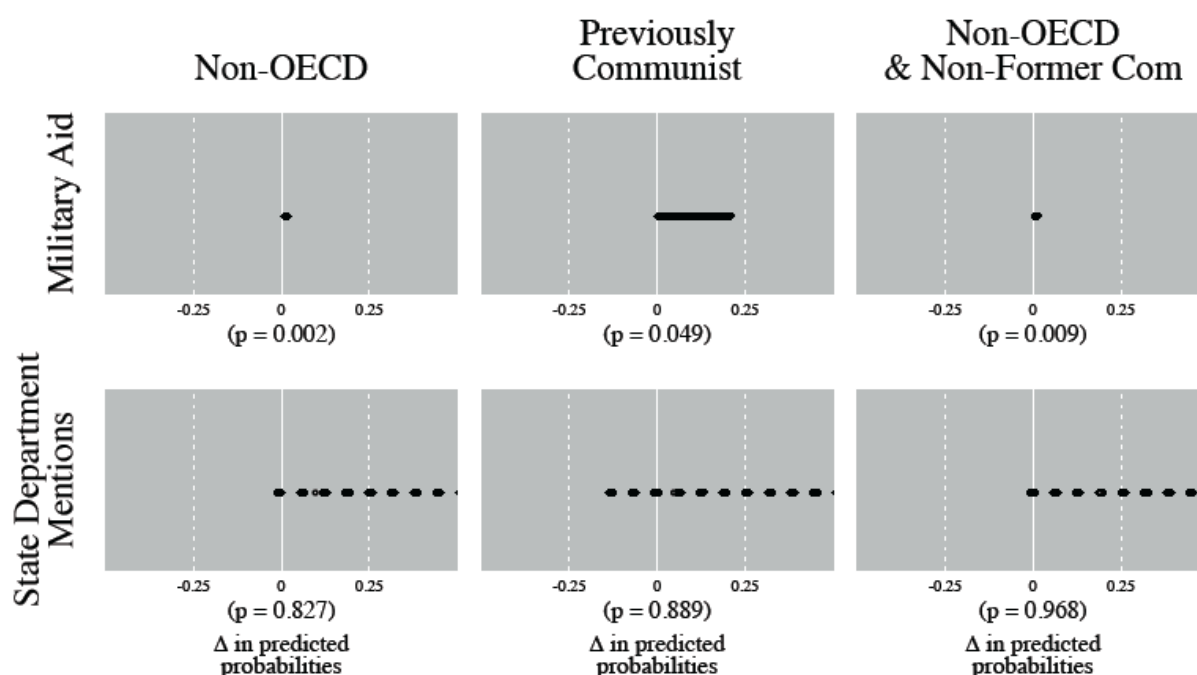 Non-OECD
Previously
Communist
Non-OECD
& Non-Former Com
Military Aid
-0.25 0 0.25
(p = 0.002)
-0.25 0 0.25
(p = 0.049)
-0.25 0 0.25
(p = 0.009)
State Department
Mentions
-0.25 0 0.25
(p = 0.827)
Δ in predicted
probabilities
-0.25 0 0.25
(p = 0.889)
Δ in predicted
probabilities
-0.25 0 0.25
(p = 0.968)
Δ in predicted
probabilities